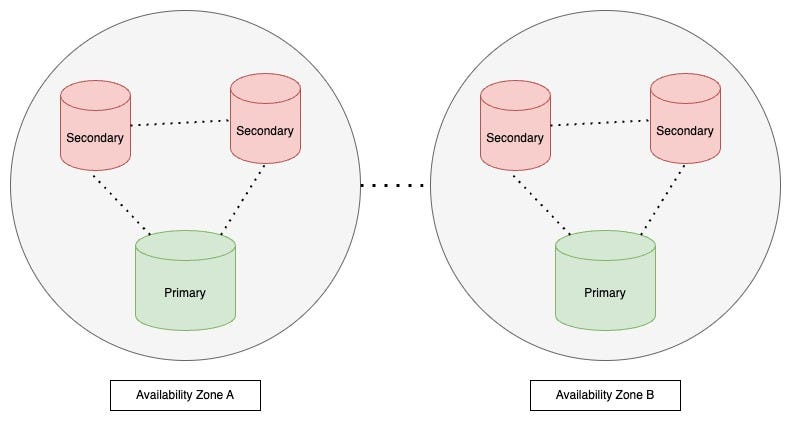 Secondary
Secondary
Primary
Availability Zone A
Secondary
Secondary
Primary
Availability Zone B